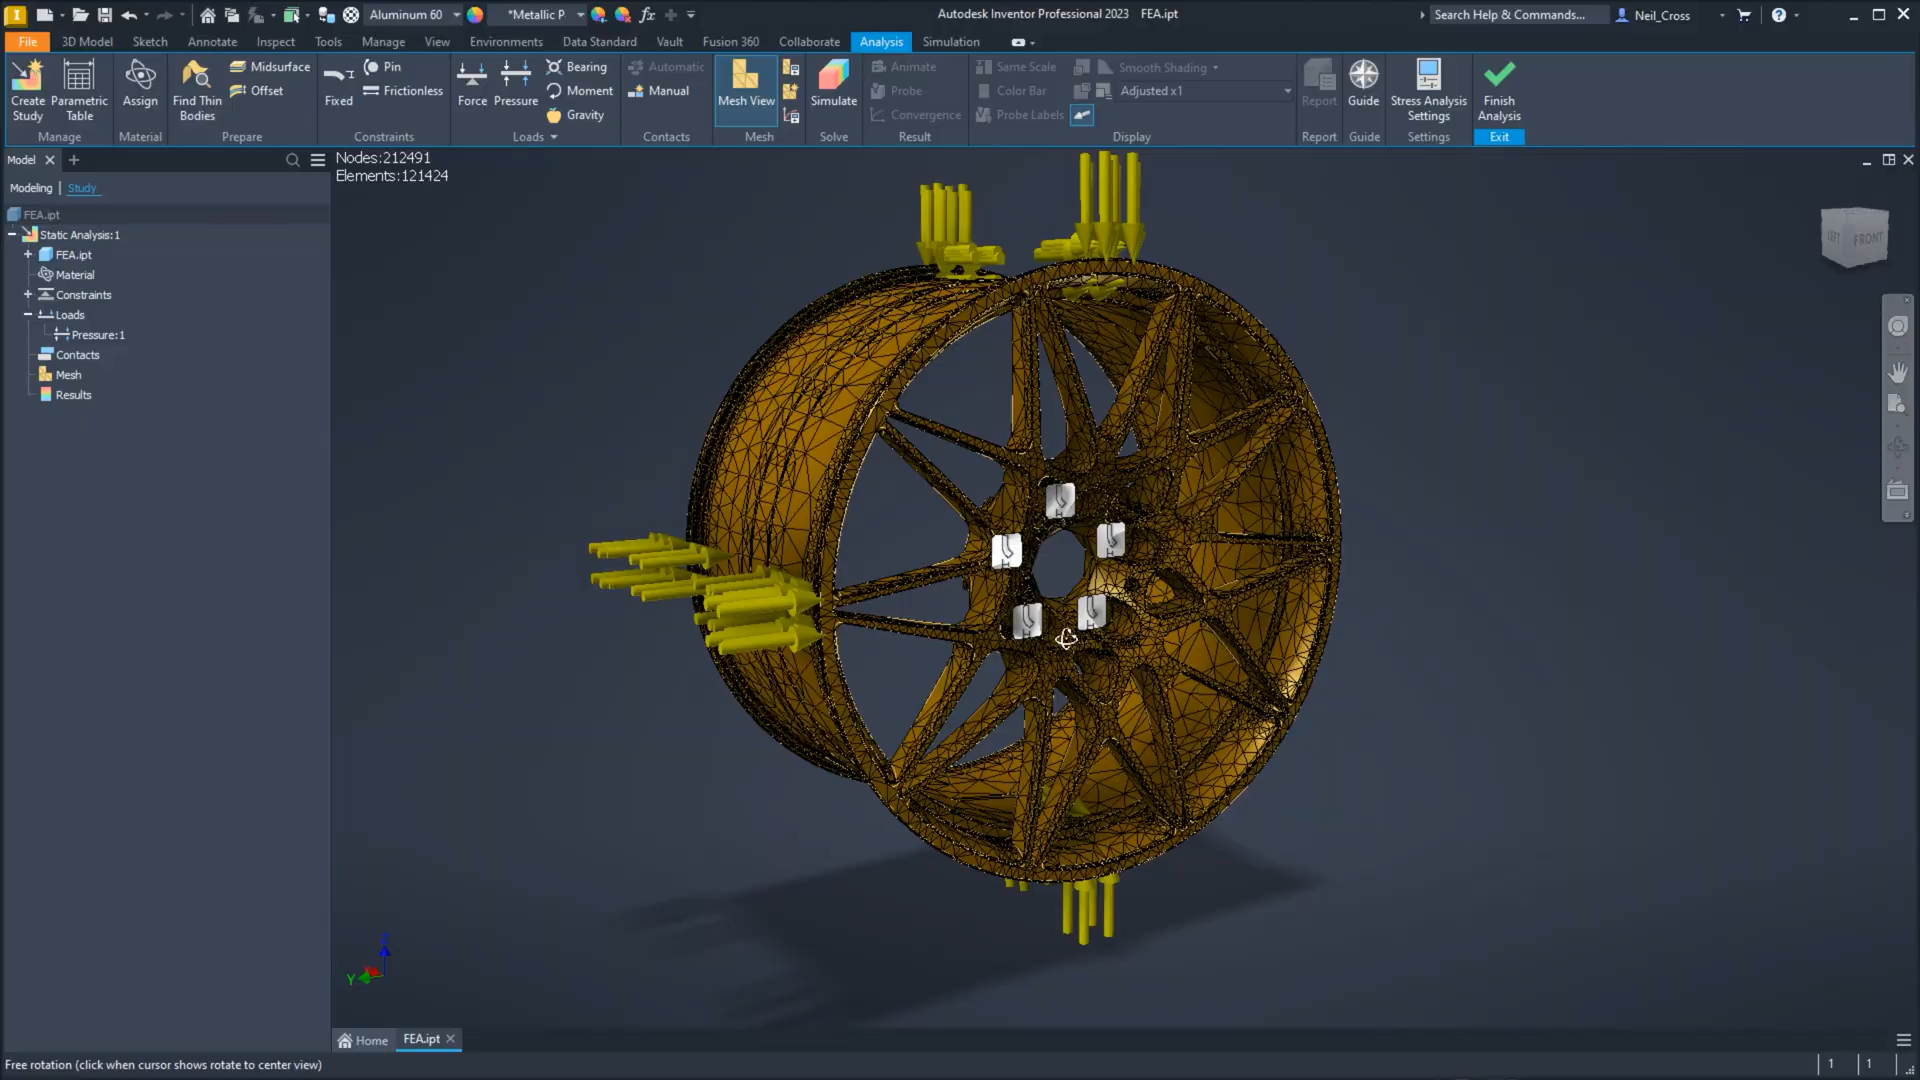 Aluminum 60
*Metallic P
fx
Autodesk Inventor Professional 2023 FEA.ipt
Search Help & Commands...
Neil_Cross
File
3D Model
Sketch
Annotate
Inspect
Tools
Manage
View
Environments
Data Standard
Vault
Fusion 360
Collaborate
Analysis
Simulation
Create Study
Parametric Table
Manage
Assign
Material
Find Thin Bodies
Midsurface
Offset
Prepare
Fixed
Pin
Frictionless
Constraints
Force
Pressure
Bearing
Moment
Gravity
Loads
Automatic
Manual
Contacts
Mesh View
Mesh
Simulate
Solve
Animate
Probe
Convergence
Result
Same Scale
Color Bar
Probe Labels
Smooth Shading
Adjusted x1
Display
Report
Report
Guide
Guide
Stress Analysis Settings
Settings
Finish Analysis
Exit
Model
Nodes:212491
Elements:121424
Modeling | Study
FEA.ipt
Static Analysis:1
FEA.ipt
Material
Constraints
Loads
Pressure:1
Contacts
Mesh
Results
LEFT
FRONT
Z
Y
Home
FEA.ipt
Free rotation (click when cursor shows rotate to center view)
1
1